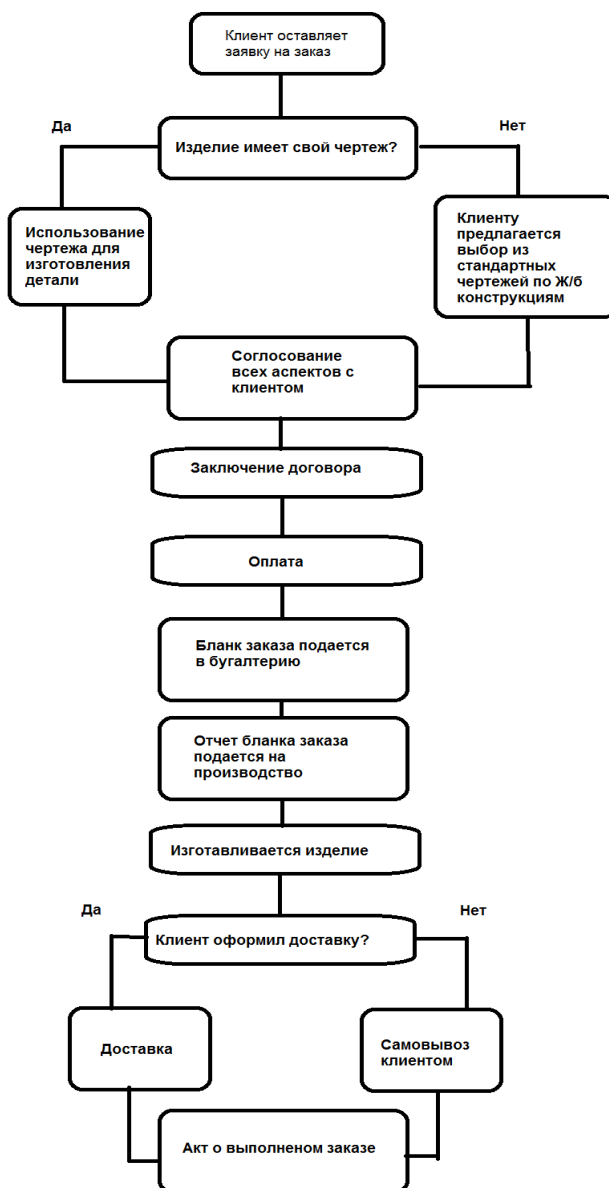 Клиент оставляет
заявку на заказ
Да
Нет
Изделие имеет свой чертеж?
Использование
чертежа для
изготовления
детали
Клиенту
предлагается
выбор из
стандартных
чертежей по Ж/б
конструкциям
Соглосование
всех аспектов с
клиентом
Заключение договора
Оплата
Бланк заказа подается
в бугалтерию
Отчет бланка заказа
подается на
производство
Изготавливается изделие
Да
Нет
Клиент оформил доставку?
Доставка
Самовывоз
клиентом
Акт о выполненом заказе